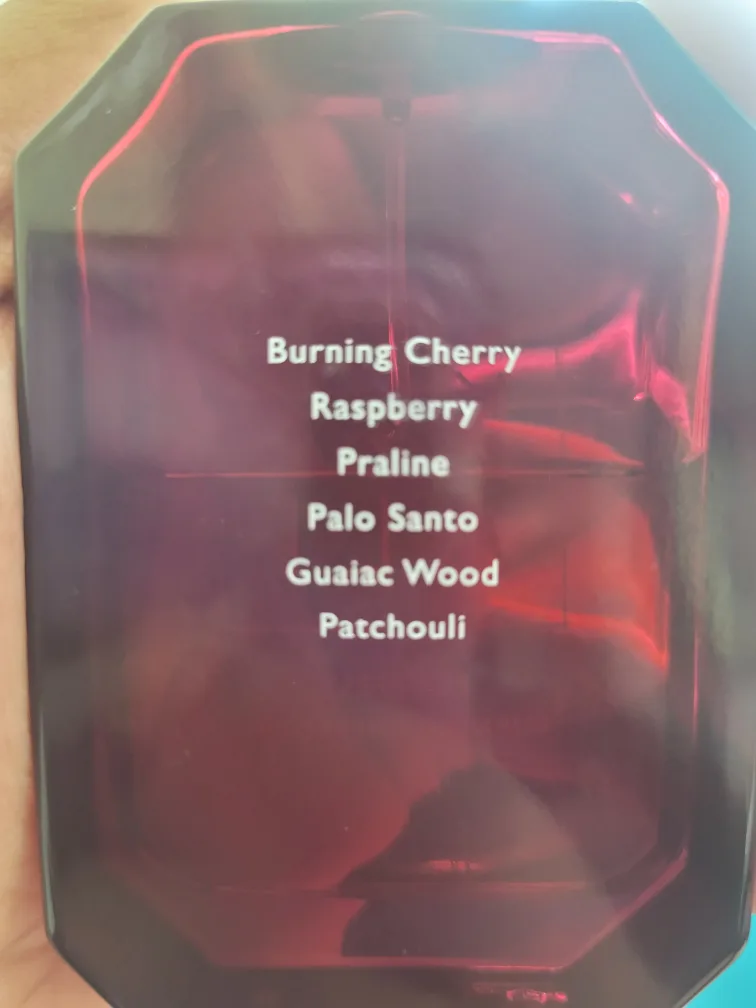 Burning Cherry
Raspberry
Praline
Palo Santo
Guaiac Wood
Patchouli